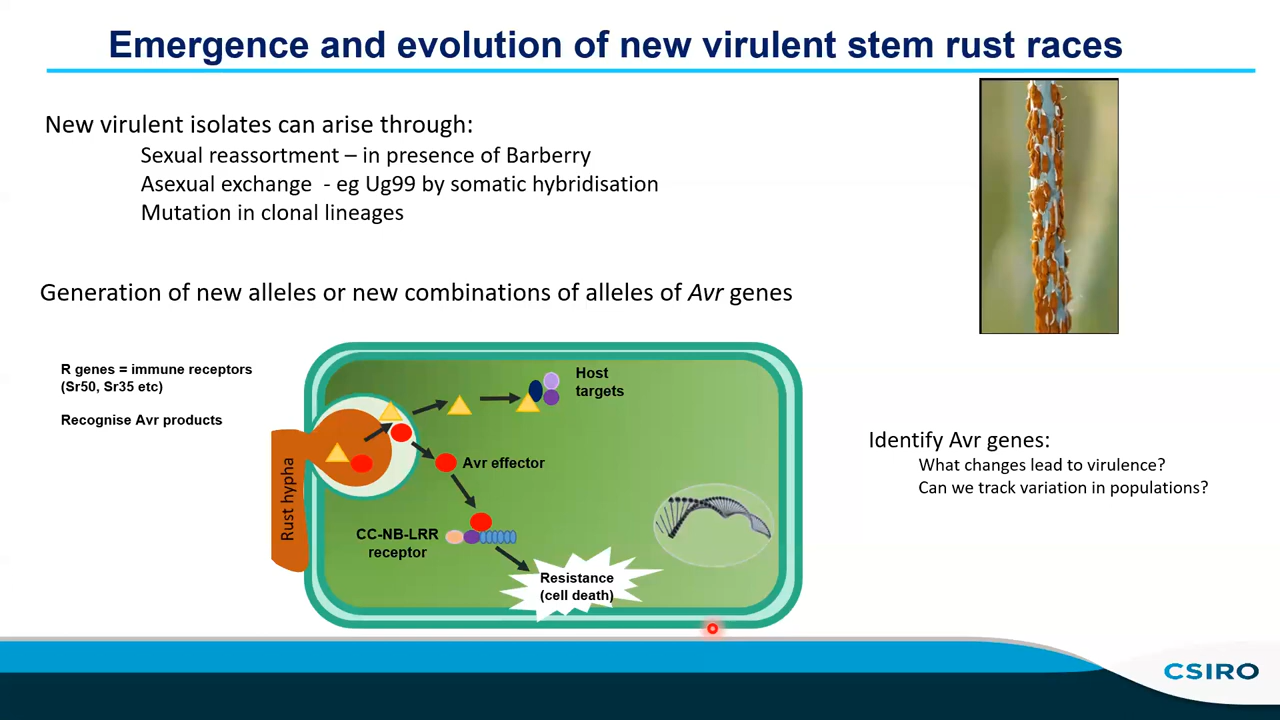 Emergence and evolution of new virulent stem rust races
New virulent isolates can arise through:
Sexual reassortment – in presence of Barberry
Asexual exchange  - eg Ug99 by somatic hybridisation
Mutation in clonal lineages
Generation of new alleles or new combinations of alleles of Avr genes
R genes = immune receptors
(Sr50, Sr35 etc)
Recognise Avr products
Host
targets
Avr effector
Rust hypha
CC-NB-LRR
receptor
Resistance
(cell death)
Identify Avr genes:
What changes lead to virulence?
Can we track variation in populations?
CSIRO